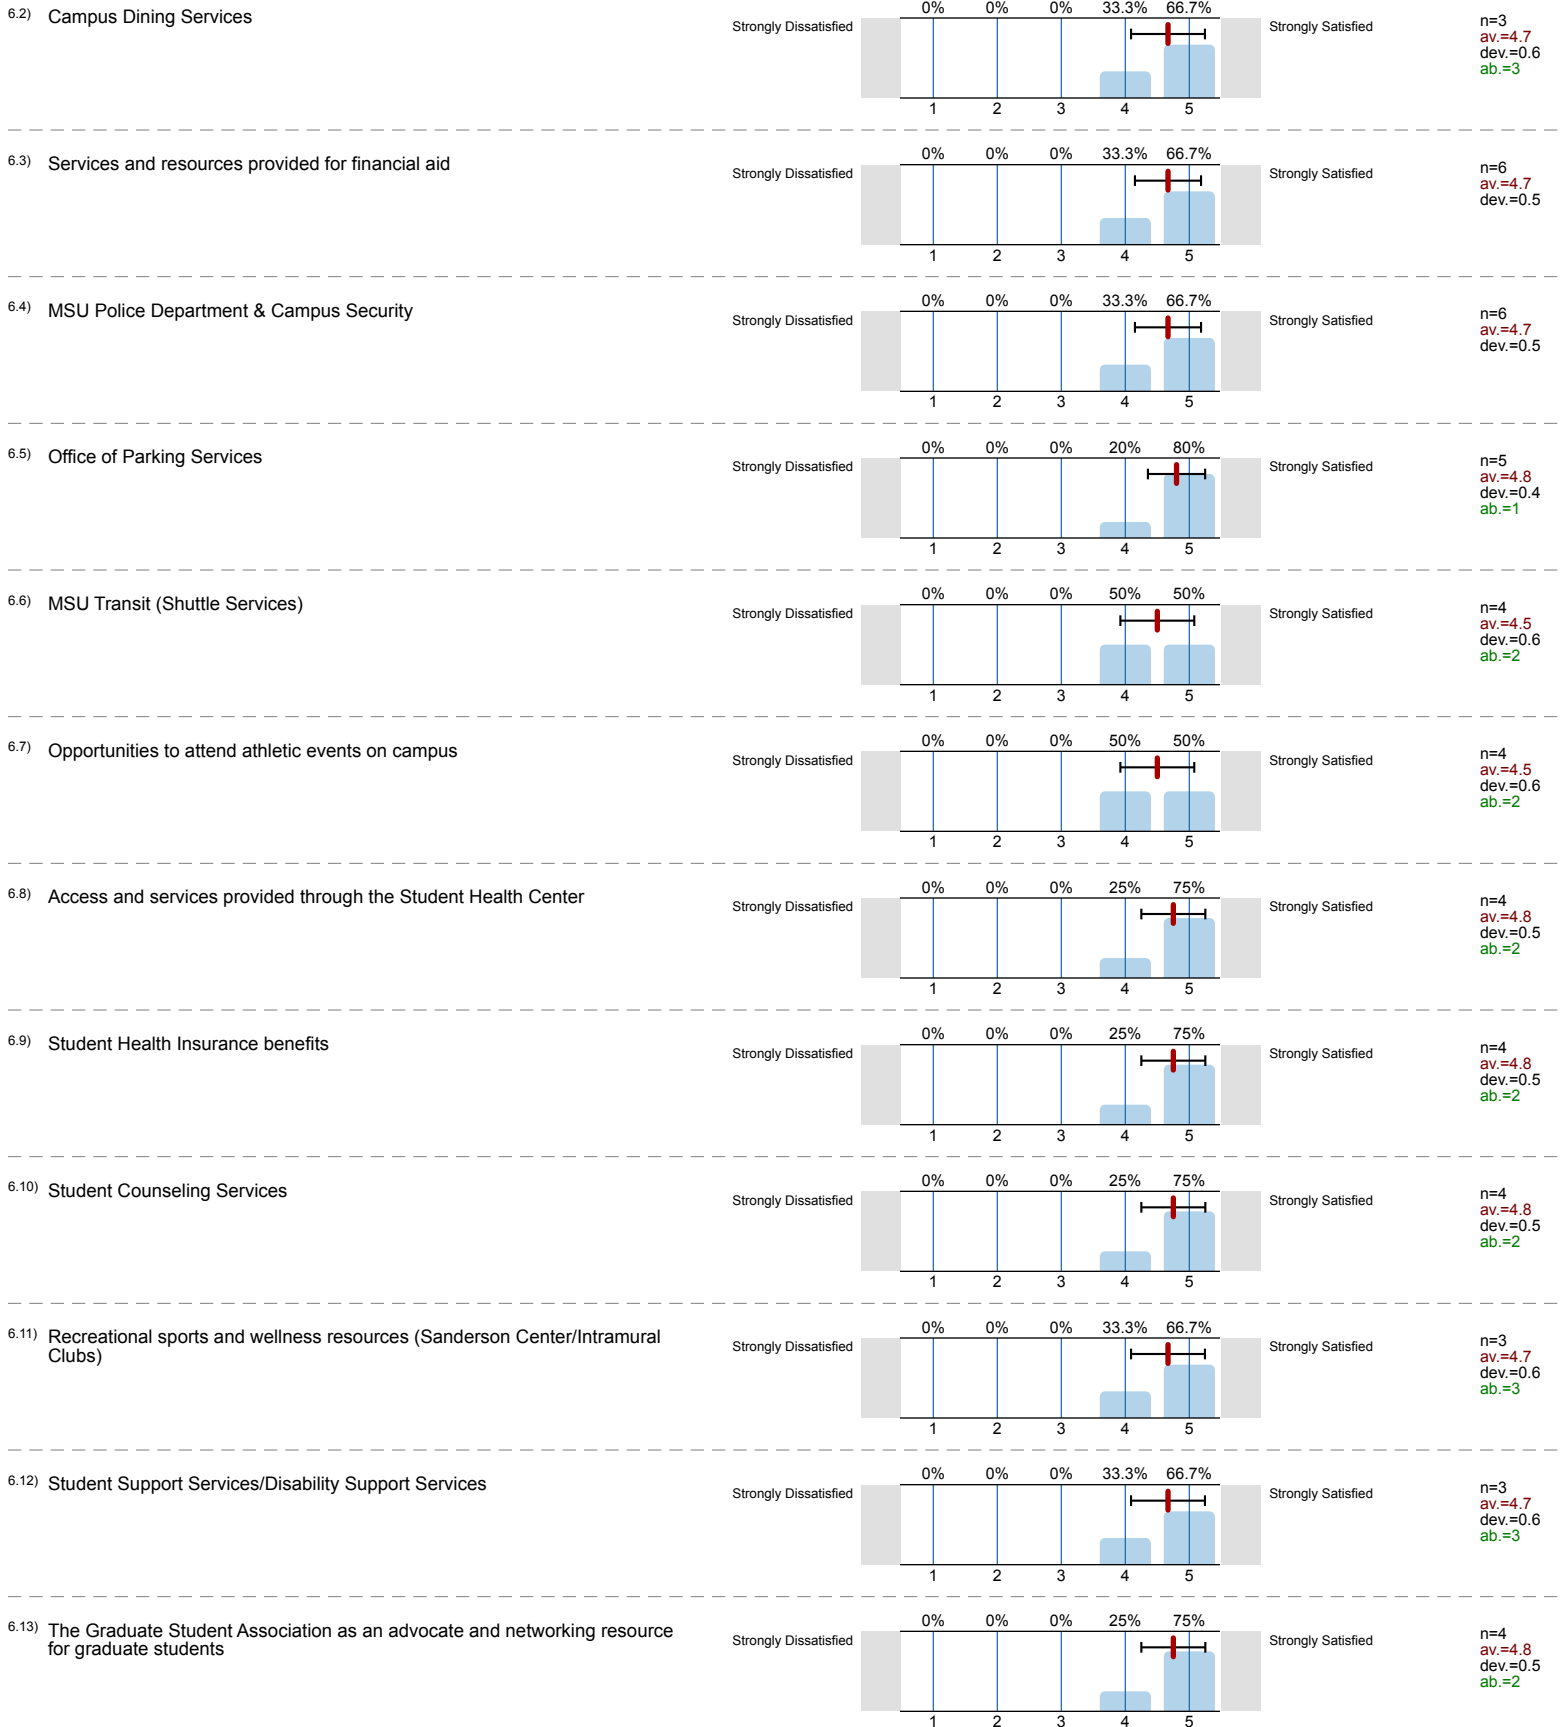 6.2) Campus Dining Services
0% 0% 0% 33.3% 66.7%
Strongly Dissatisfied Strongly Satisfied
n=3
av.=4.7
dev.=0.6
ab.=3
1 2 3 4 5
6.3) Services and resources provided for financial aid
0% 0% 0% 33.3% 66.7%
Strongly Dissatisfied Strongly Satisfied
n=6
av.=4.7
dev.=0.5
1 2 3 4 5
6.4) MSU Police Department & Campus Security
0% 0% 0% 33.3% 66.7%
Strongly Dissatisfied Strongly Satisfied
n=6
av.=4.7
dev.=0.5
1 2 3 4 5
6.5) Office of Parking Services
0% 0% 0% 20% 80%
Strongly Dissatisfied Strongly Satisfied
n=5
av.=4.8
dev.=0.4
ab.=1
1 2 3 4 5
6.6) MSU Transit (Shuttle Services)
0% 0% 0% 50% 50%
Strongly Dissatisfied Strongly Satisfied
n=4
av.=4.5
dev.=0.6
ab.=2
1 2 3 4 5
6.7) Opportunities to attend athletic events on campus
0% 0% 0% 50% 50%
Strongly Dissatisfied Strongly Satisfied
n=4
av.=4.5
dev.=0.6
ab.=2
1 2 3 4 5
6.8) Access and services provided through the Student Health Center
0% 0% 0% 25% 75%
Strongly Dissatisfied Strongly Satisfied
n=4
av.=4.8
dev.=0.5
ab.=2
1 2 3 4 5
6.9) Student Health Insurance benefits
0% 0% 0% 25% 75%
Strongly Dissatisfied Strongly Satisfied
n=4
av.=4.8
dev.=0.5
ab.=2
1 2 3 4 5
6.10) Student Counseling Services
0% 0% 0% 25% 75%
Strongly Dissatisfied Strongly Satisfied
n=4
av.=4.8
dev.=0.5
ab.=2
1 2 3 4 5
6.11) Recreational sports and wellness resources (Sanderson Center/Intramural
Clubs)
0% 0% 0% 33.3% 66.7%
Strongly Dissatisfied Strongly Satisfied
n=3
av.=4.7
dev.=0.6
ab.=3
1 2 3 4 5
6.12) Student Support Services/Disability Support Services
0% 0% 0% 33.3% 66.7%
Strongly Dissatisfied Strongly Satisfied
n=3
av.=4.7
dev.=0.6
ab.=3
1 2 3 4 5
6.13) The Graduate Student Association as an advocate and networking resource
for graduate students
0% 0% 0% 25% 75%
Strongly Dissatisfied Strongly Satisfied
n=4
av.=4.8
dev.=0.5
ab.=2
1 2 3 4 5